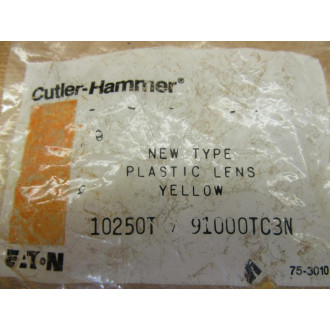 Cutler-Hammer®
NEW TYPE
PLASTIC LENS
YELLOW
10250T 91000TC3N
EATON
75-3010